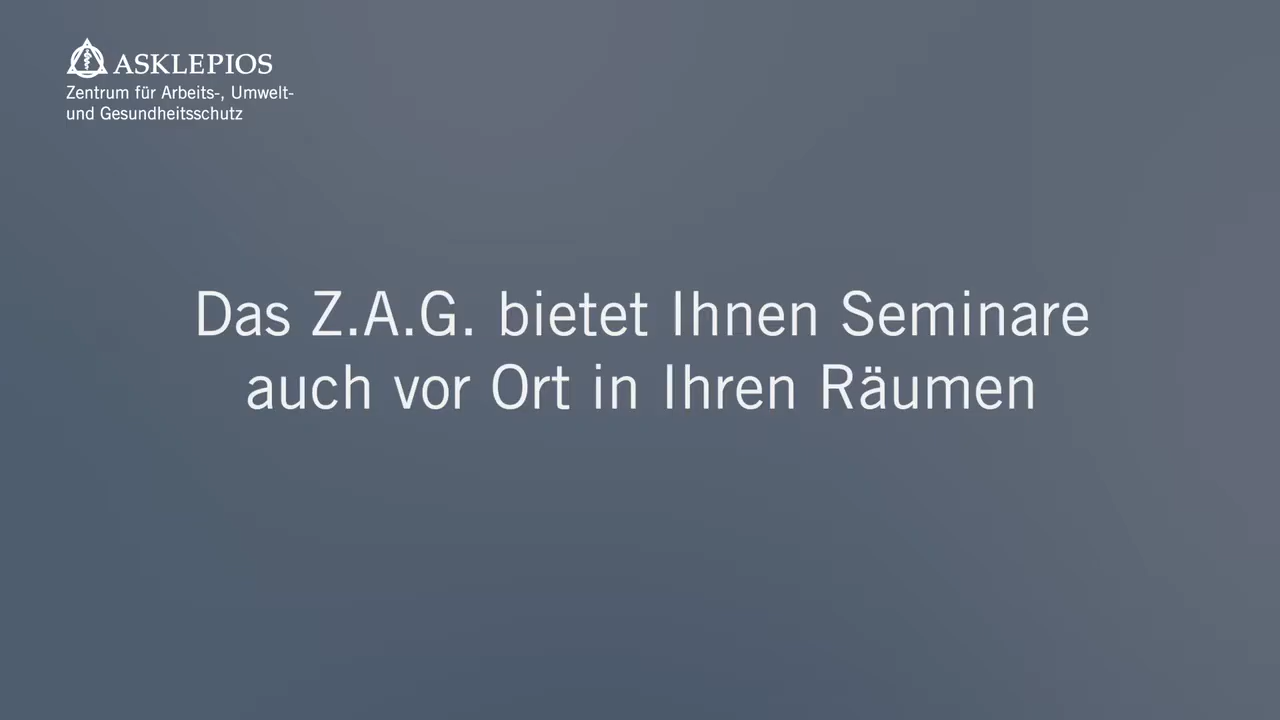 ASKLEPIOS
Zentrum für Arbeits-, Umwelt-
und Gesundheitsschutz
Das Z.A.G. bietet Ihnen Seminare
auch vor Ort in Ihren Räumen